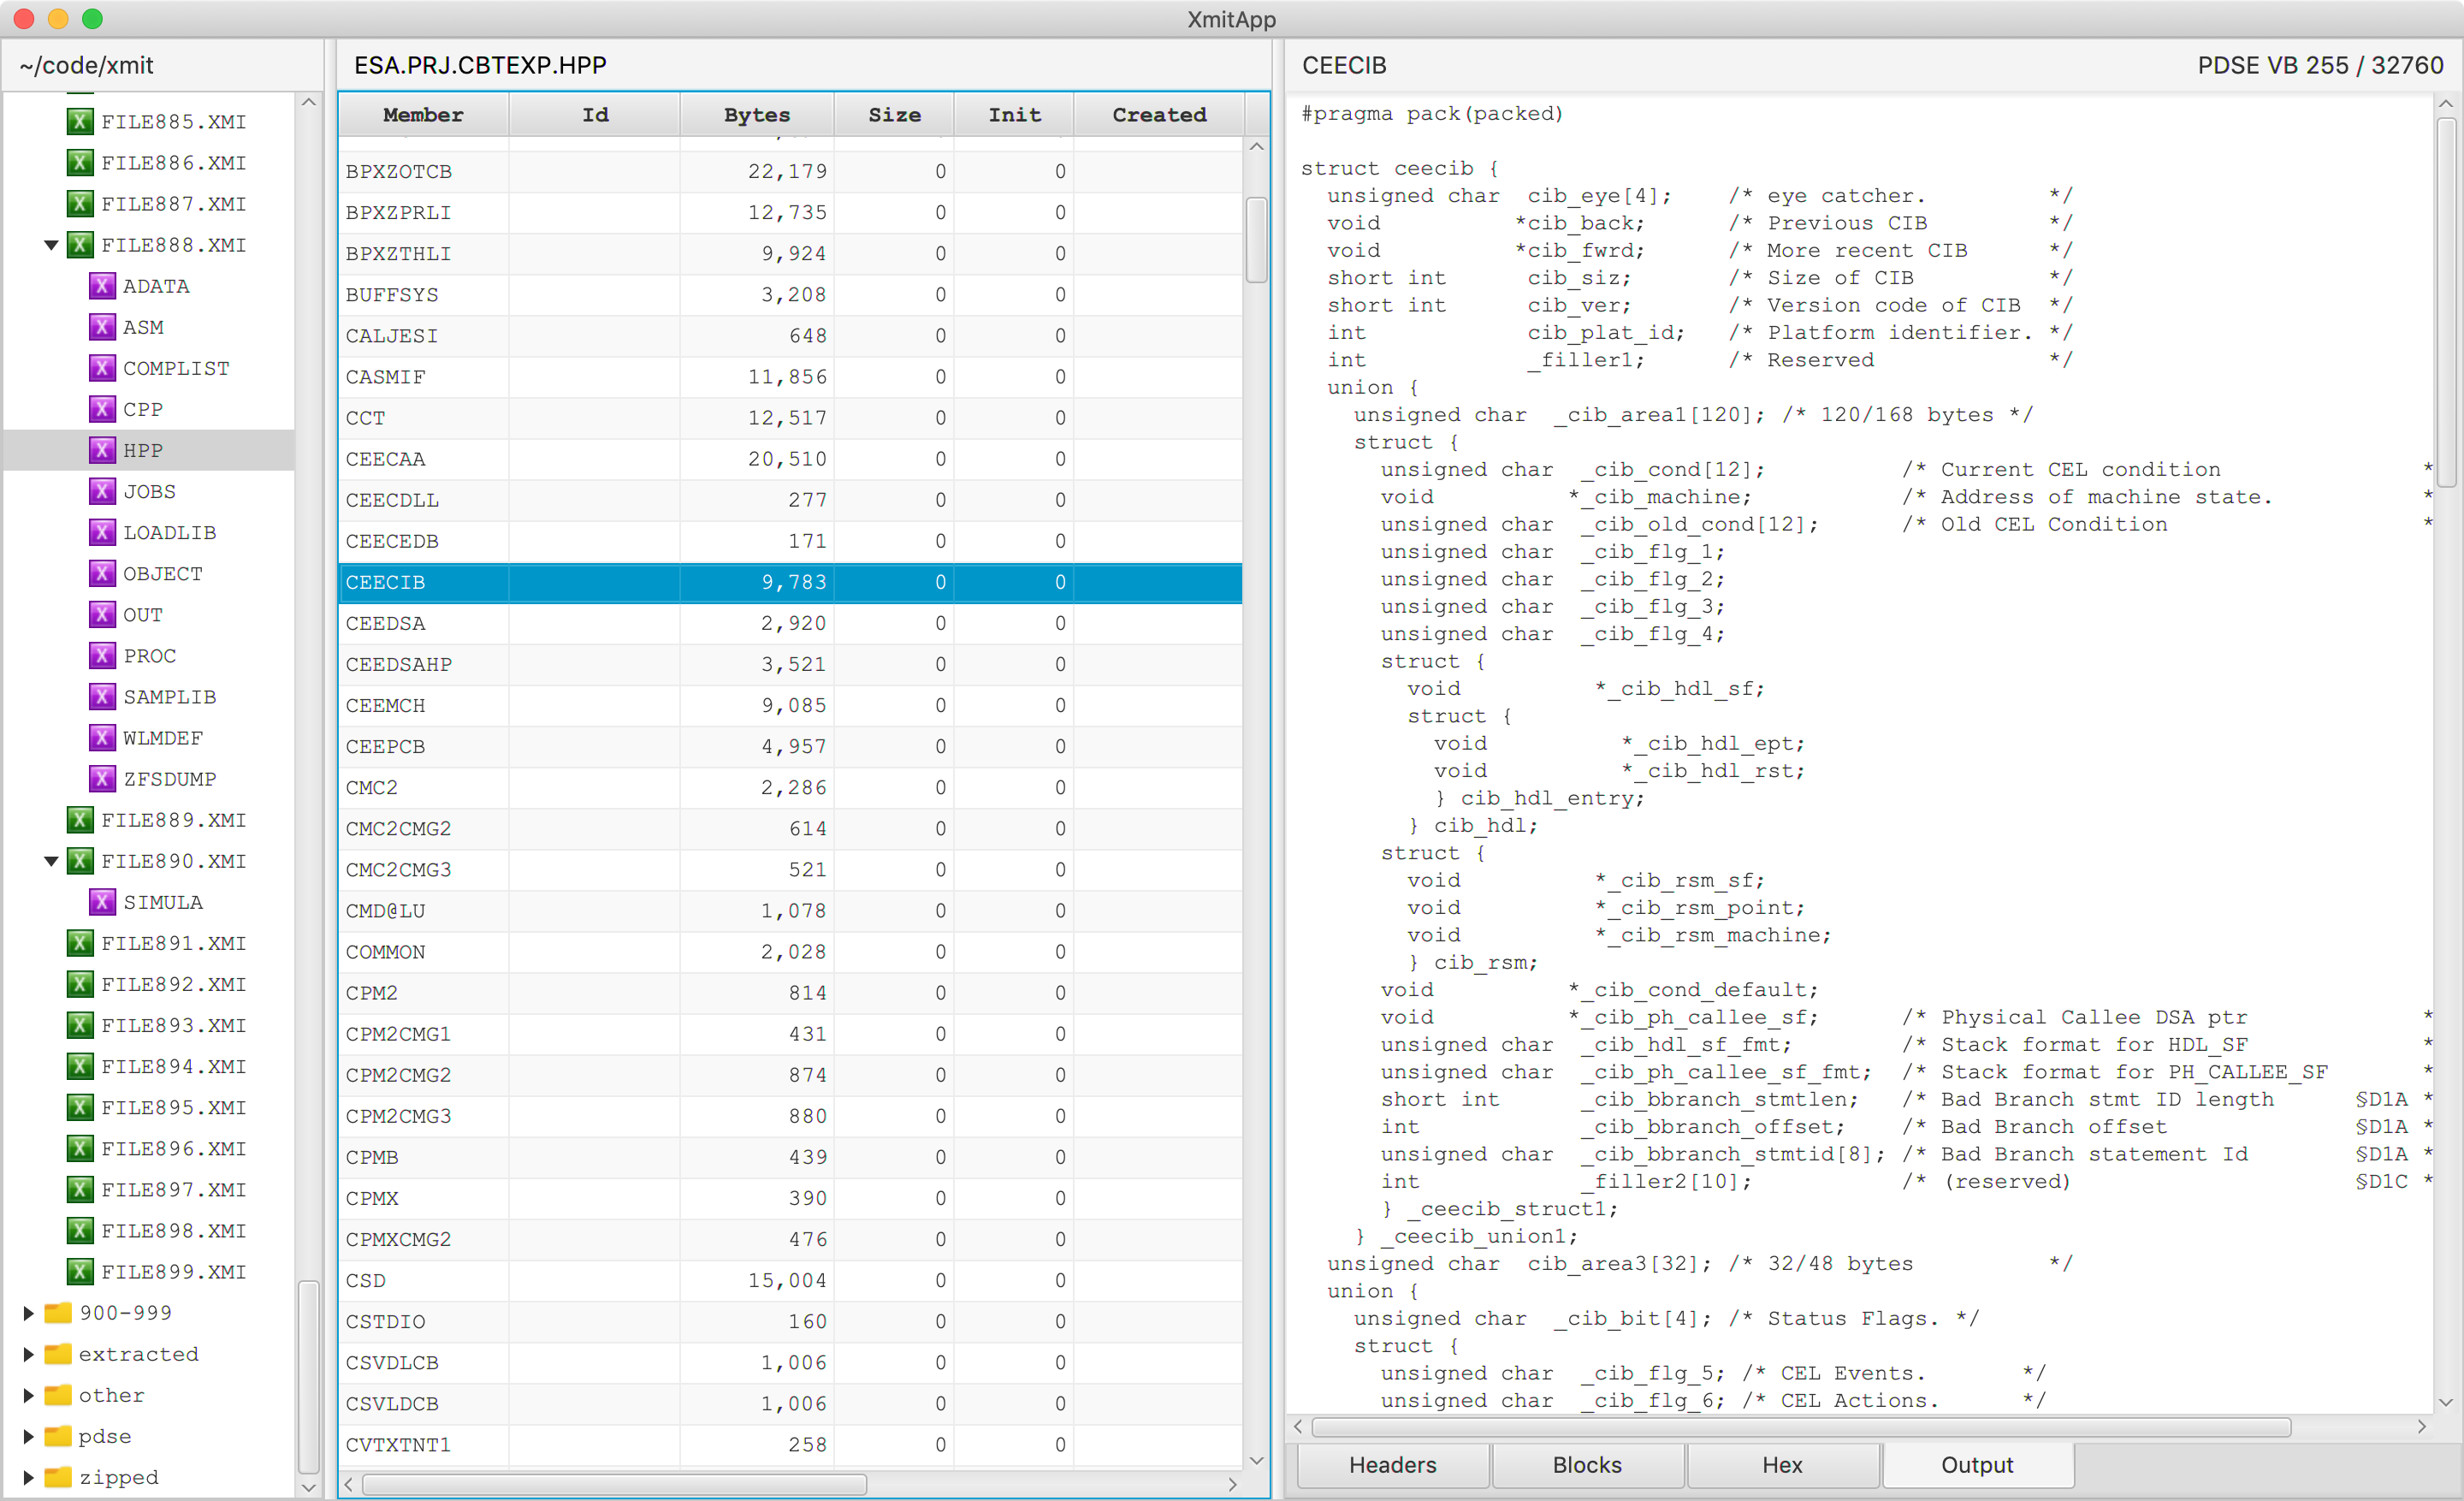 XmitApp
~/code/xmit
FILE885.XMI
FILE886.XMI
FILE887.XMI
FILE888.XMI
ADATA
ASM
COMPLIST
CPP
HPP
JOBS
LOADLIB
OBJECT
OUT
PROC
SAMPLIB
WLMDEF
ZFSDUMP
FILE889.XMI
FILE890.XMI
SIMULA
FILE891.XMI
FILE892.XMI
FILE893.XMI
FILE894.XMI
FILE895.XMI
FILE896.XMI
FILE897.XMI
FILE898.XMI
FILE899.XMI
900-999
extracted
other
pdse
zipped
ESA.PRJ.CBTEXP.HPP
Member Id Bytes Size Init Created
BPXZOTCB 22,179 0 0
BPXZPRLI 12,735 0 0
BPXZTHLI 9,924 0 0
BUFFSYS 3,208 0 0
CALJESI 648 0 0
CASMIF 11,856 0 0
CCT 12,517 0 0
CEECAA 20,510 0 0
CEECDLL 277 0 0
CEECEDB 171 0 0
CEECIB 9,783 0 0
CEEDSA 2,920 0 0
CEEDSAHP 3,521 0 0
CEEMCH 9,085 0 0
CEEPCB 4,957 0 0
CMC2 2,286 0 0
CMC2CMG2 614 0 0
CMC2CMG3 521 0 0
CMD@LU 1,078 0 0
COMMON 2,028 0 0
CPM2 814 0 0
CPM2CMG1 431 0 0
CPM2CMG2 874 0 0
CPM2CMG3 880 0 0
CPMB 439 0 0
CPMX 390 0 0
CPMXCMG2 476 0 0
CSD 15,004 0 0
CSTDIO 160 0 0
CSVDLCB 1,006 0 0
CSVLDCB 1,006 0 0
CVTXTNT1 258 0 0
CEECIB PDSE VB 255 / 32760
#pragma pack(packed)
struct ceecib {
unsigned char cib_eye[4]; /* eye catcher. */
void *cib_back; /* Previous CIB */
void *cib_fwrd; /* More recent CIB */
short int cib_siz; /* Size of CIB */
short int cib_ver; /* Version code of CIB */
int cib_plat_id; /* Platform identifier. */
int _filler1; /* Reserved */
union {
unsigned char _cib_area1[120]; /* 120/168 bytes */
struct {
unsigned char _cib_cond[12]; /* Current CEL condition *
void *_cib_machine; /* Address of machine state. *
unsigned char _cib_old_cond[12]; /* Old CEL Condition *
unsigned char _cib_flg_1;
unsigned char _cib_flg_2;
unsigned char _cib_flg_3;
unsigned char _cib_flg_4;
struct {
void *_cib_hdl_sf;
struct {
void *_cib_hdl_ept;
void *_cib_hdl_rst;
} cib_hdl_entry;
} cib_hdl;
struct {
void *_cib_rsm_sf;
void *_cib_rsm_point;
void *_cib_rsm_machine;
} cib_rsm;
void *_cib_cond_default;
void *_cib_ph_callee_sf; /* Physical Callee DSA ptr *
unsigned char _cib_hdl_sf_fmt; /* Stack format for HDL_SF *
unsigned char _cib_ph_callee_sf_fmt; /* Stack format for PH_CALLEE_SF *
short int _cib_bbranch_stmtlen; /* Bad Branch stmt ID length §D1A *
int _cib_bbranch_offset; /* Bad Branch offset §D1A *
unsigned char _cib_bbranch_stmtid[8]; /* Bad Branch statement Id §D1A *
int _filler2[10]; /* (reserved) §D1C *
} _ceecib_struct1;
} _ceecib_union1;
unsigned char cib_area3[32]; /* 32/48 bytes */
union {
unsigned char _cib_bit[4]; /* Status Flags. */
struct {
unsigned char _cib_flg_5; /* CEL Events. */
unsigned char _cib_flg_6; /* CEL Actions. */
Headers Blocks Hex Output